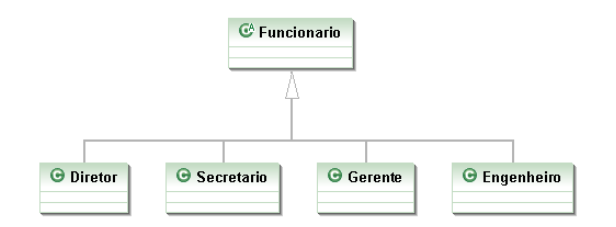 Funcionario
Diretor
Secretario
Gerente
Engenheiro